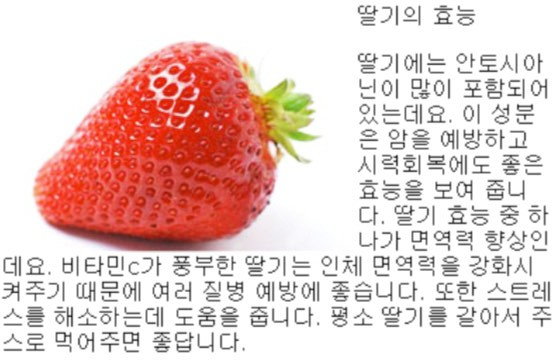 딸기의 효능
딸기에는 안토시아
닌이 많이 포함되어
있는데요. 이 성분
은 암을 예방하고
시력회복에도 좋은
효능을 보여 줍니
다. 딸기 효능 중 하
나가 면역력 향상인
데요. 비타민c가 풍부한 딸기는 인체 면역력을 강화시
켜주기 때문에 여러 질병 예방에 좋습니다. 또한 스트레
스를 해소하는데 도움을 줍니다. 평소 딸기를 갈아서 주
스로 먹어주면 좋답니다.